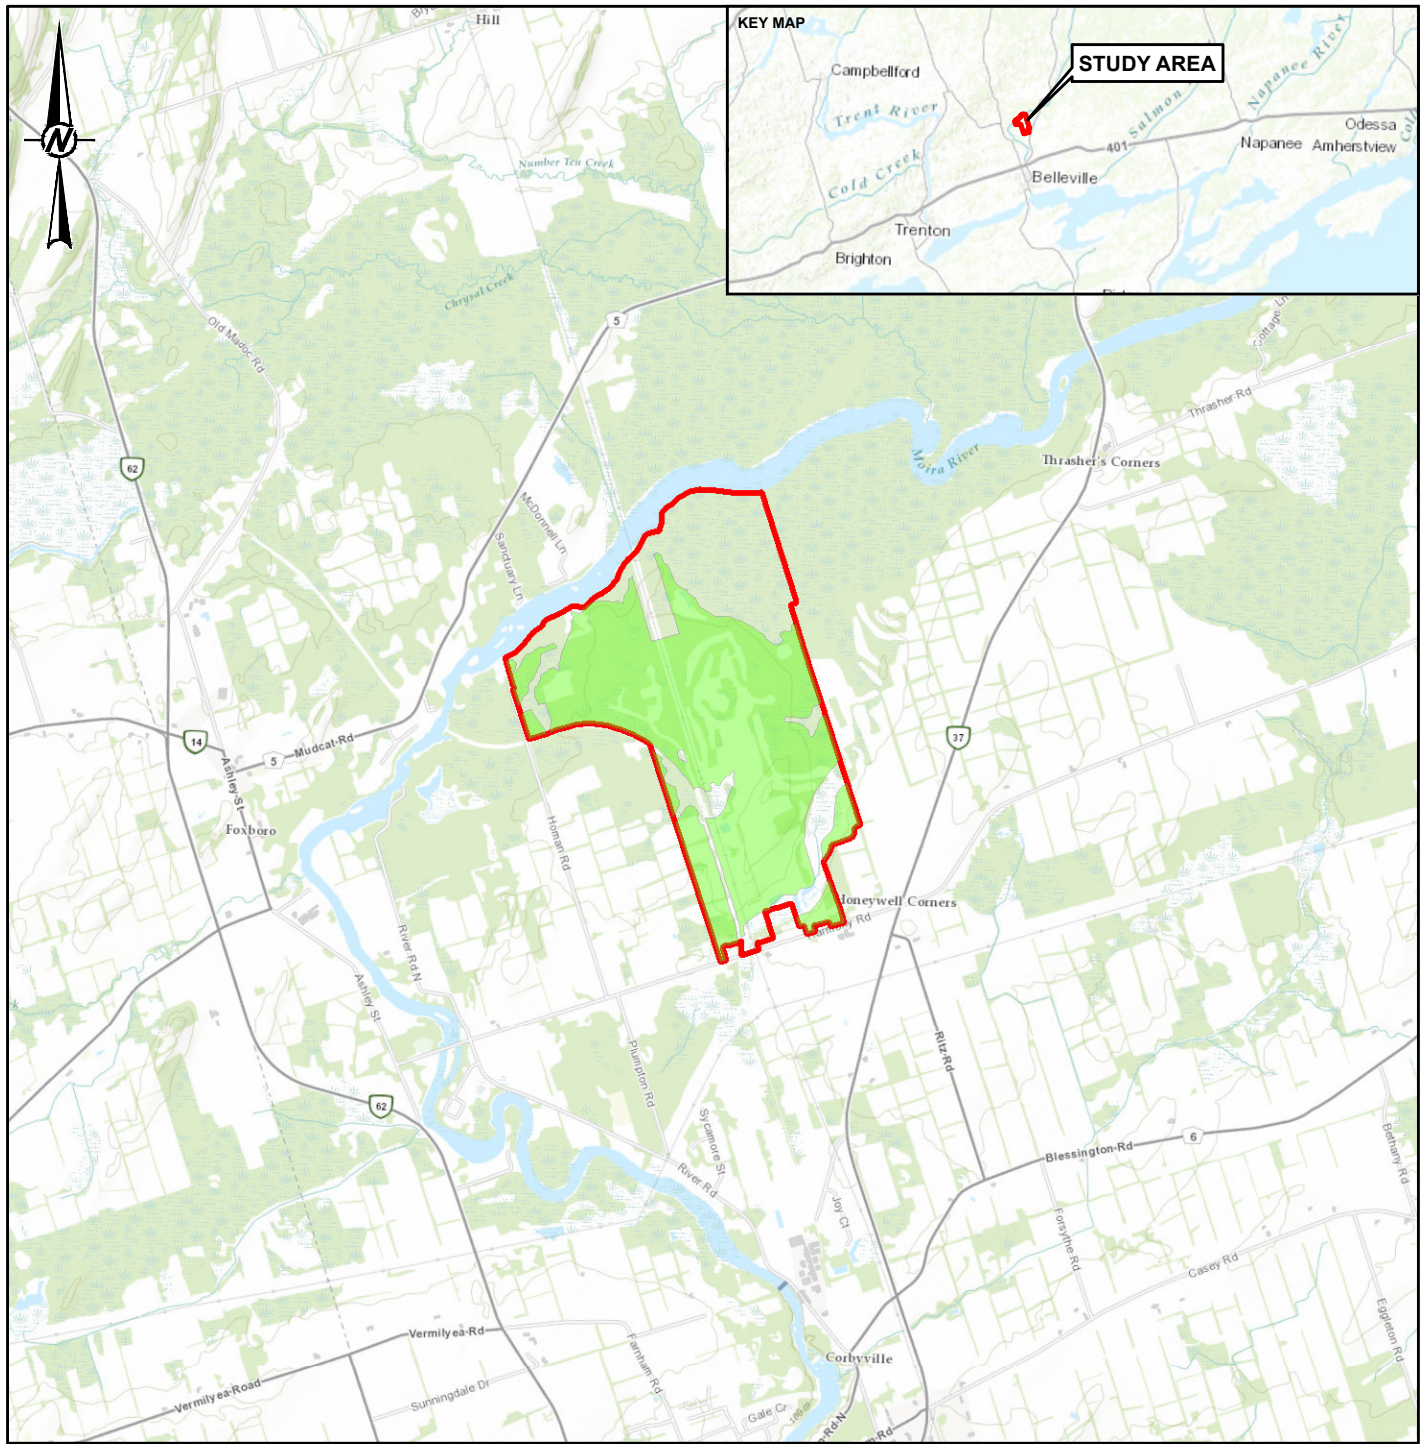 Hill
KEY MAP
STUDY AREA
Campbellford
Trent River
Cold Creek
Salmon
Napanee River
401
Odessa
Napanee
Amherstview
Belleville
Trenton
Brighton
N
Number Ten Creek
Chrysal Creek
Old Madoc Rd
5
Cottage Ln
Thrasher Rd
Moira River
Thrasher's Corners
62
McDonnell Ln
Sanctuary Ln
14
5
Mudcat Rd
37
Ashley St
Foxboro
Homan Rd
Honeywell Corners
Harmony Rd
River Rd N
Ashley St
Ritz Rd
Plumpton Rd
62
Sycamore St
6
Blessington Rd
Bethany Rd
River Rd
Joy Ct
Forsythe Rd
Casey Rd
Eggleton Rd
Vermilyea Rd
Farnham Rd
Corbyville
Vermilyea Road
Sunningdale Dr
Gale Cr